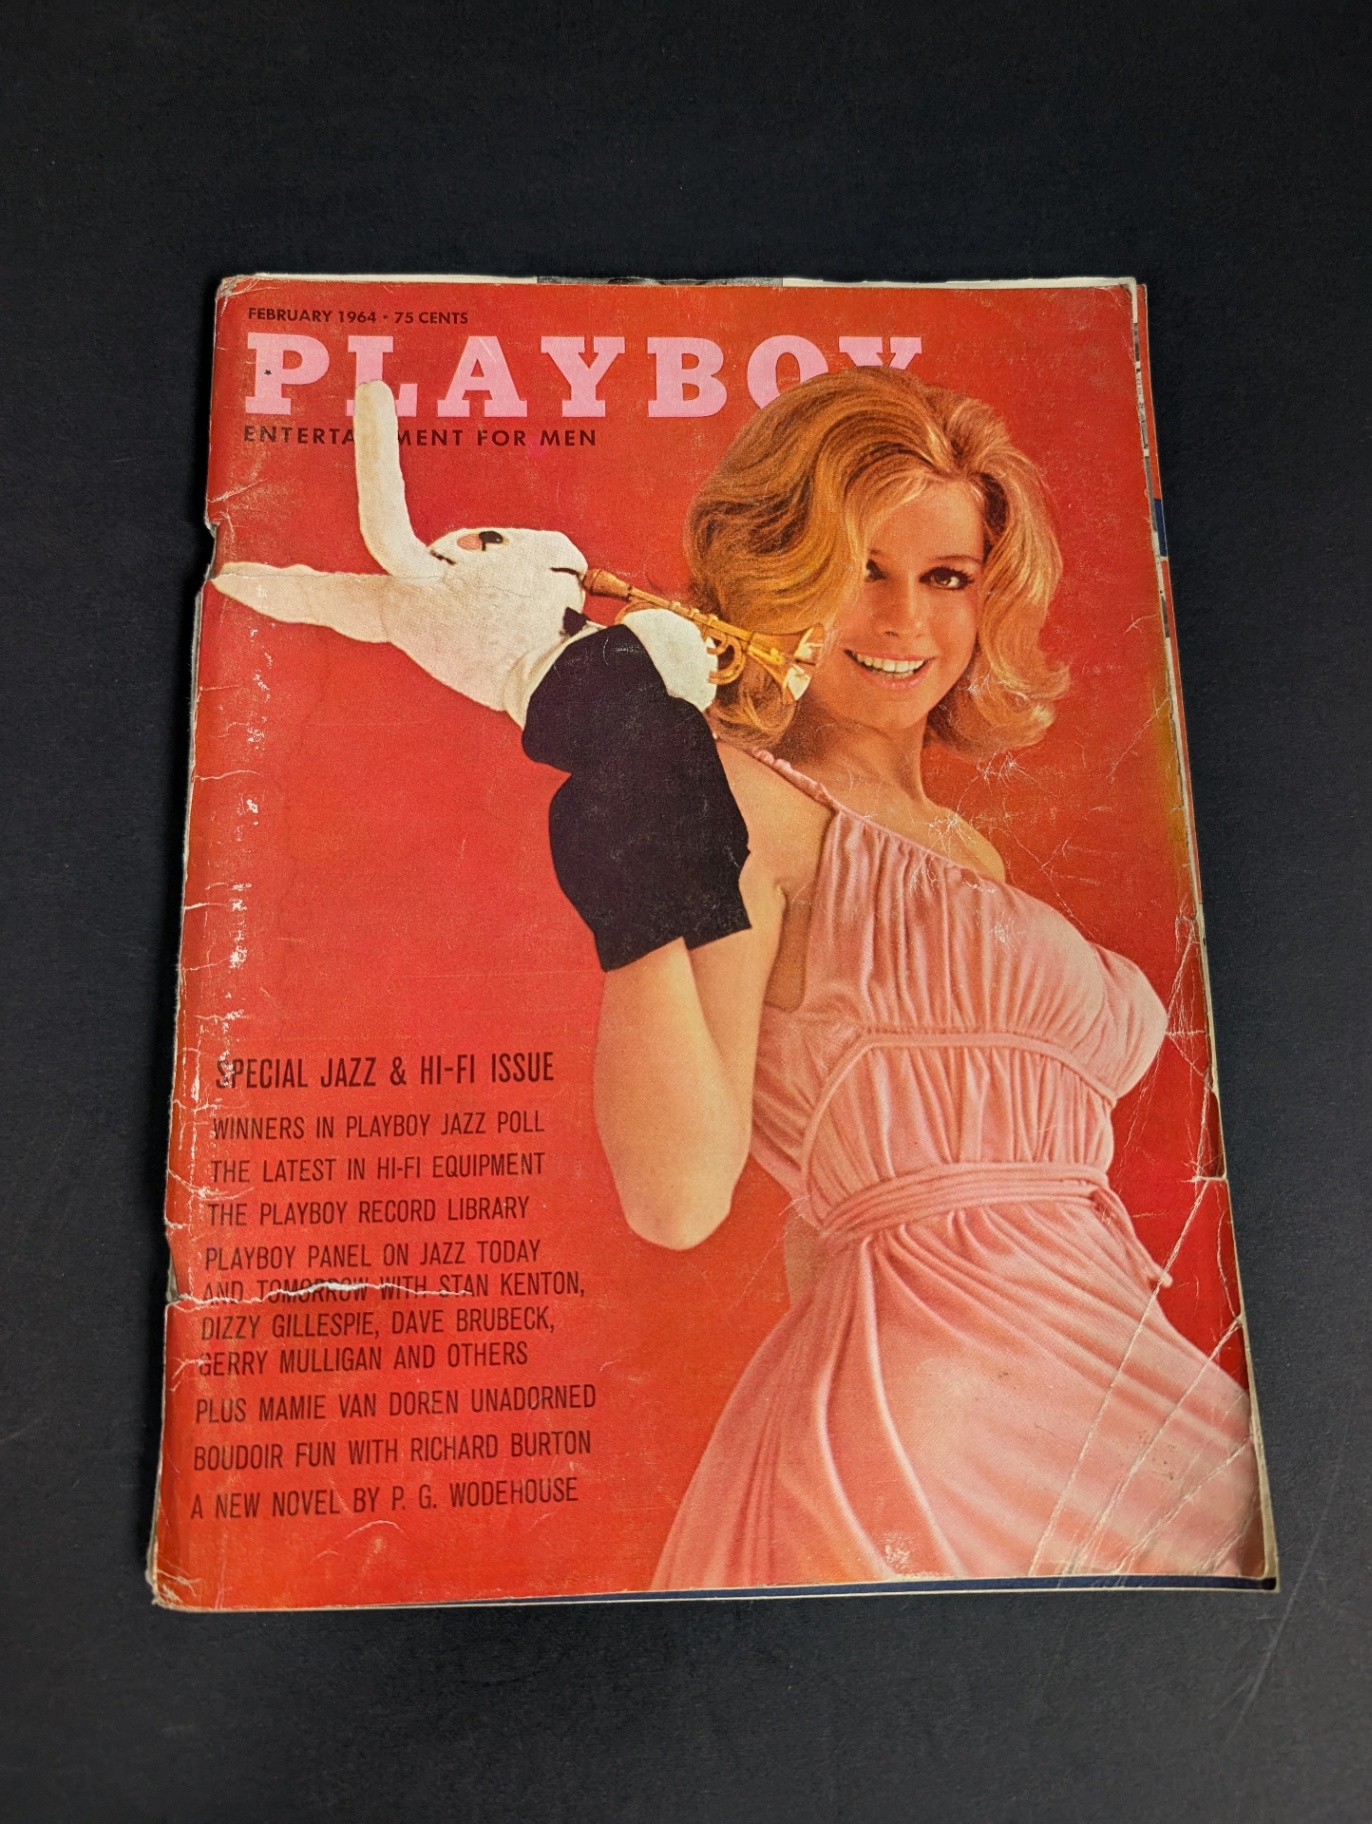 FEBRUARY 1964 • 75 CENTS
PLAYBOY
ENTERTAINMENT FOR MEN
SPECIAL JAZZ & HI-FI ISSUE
WINNERS IN PLAYBOY JAZZ POLL
THE LATEST IN HI-FI EQUIPMENT
THE PLAYBOY RECORD LIBRARY
PLAYBOY PANEL ON JAZZ TODAY
AND TOMORROW WITH STAN KENTON,
DIZZY GILLESPIE, DAVE BRUBECK,
GERRY MULLIGAN AND OTHERS
PLUS MAMIE VAN DOREN UNADORNED
BOUDOIR FUN WITH RICHARD BURTON
A NEW NOVEL BY P. G. WODEHOUSE